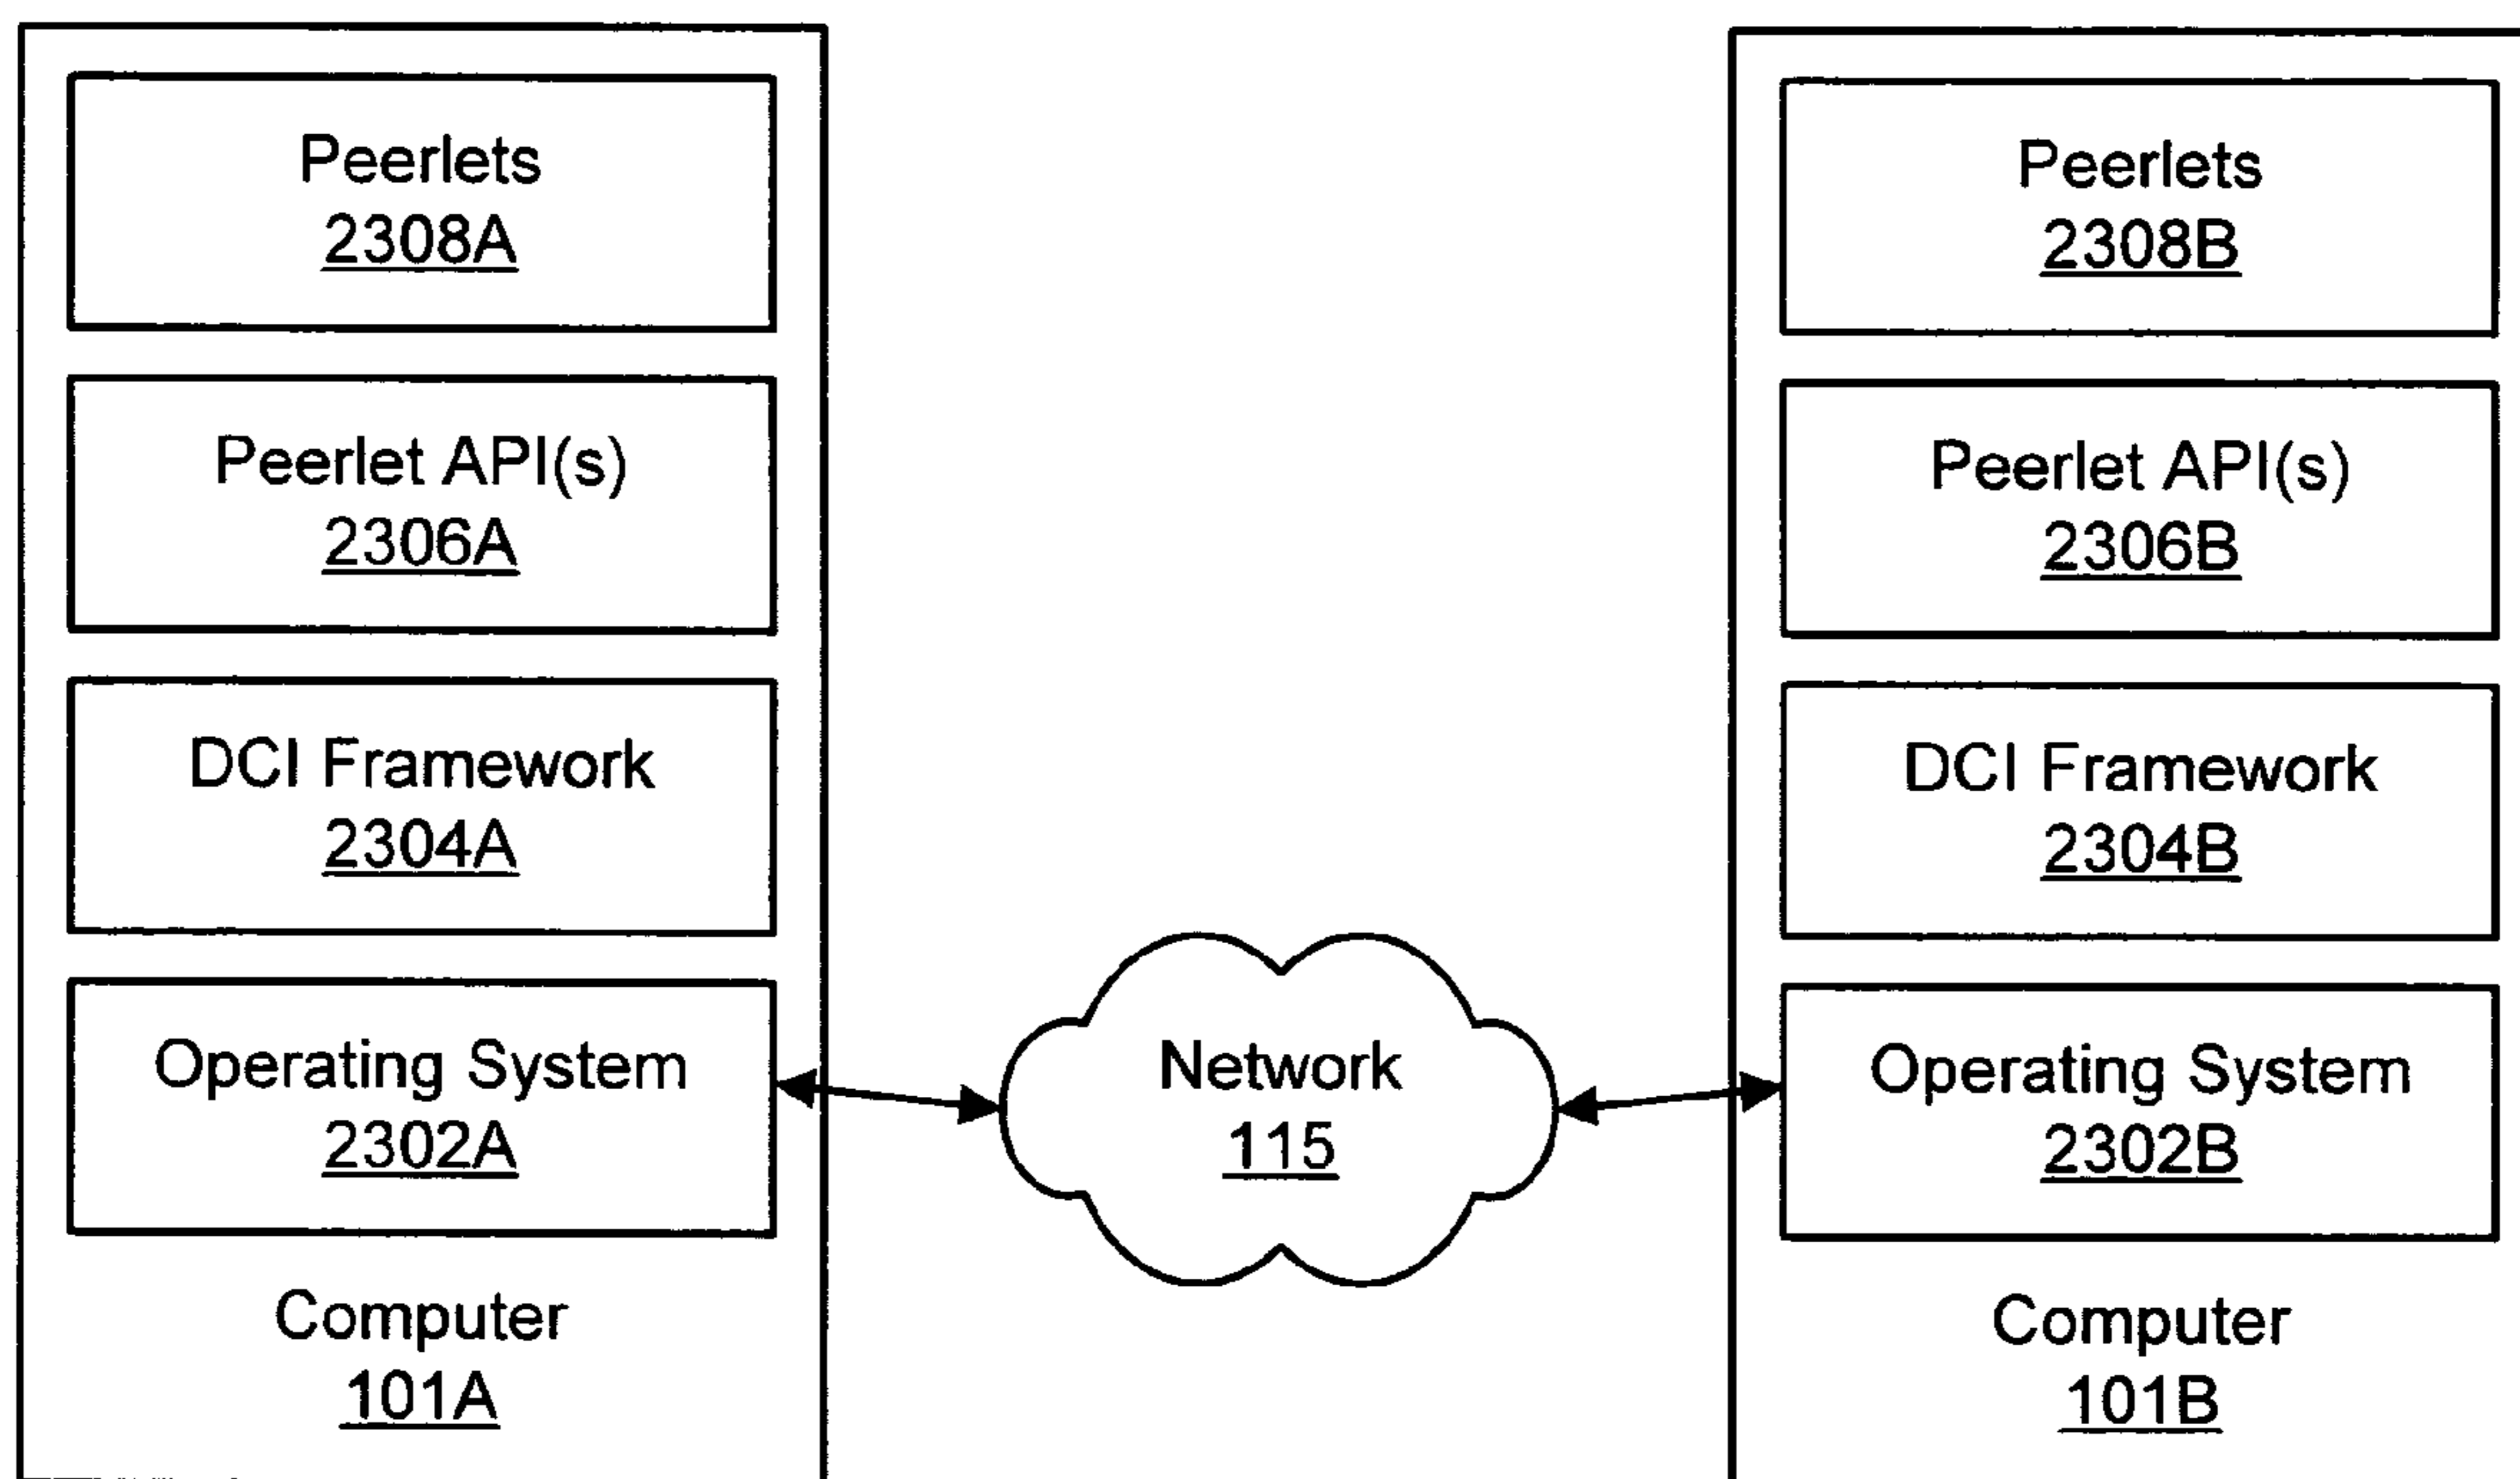 Peerlets
2308A
Peerlet API(s)
2306A
DCI Framework
2304A
Operating System
2302A
Computer
101A
Network
115
Peerlets
2308B
Peerlet API(s)
2306B
DCI Framework
2304B
Operating System
2302B
Computer
101B